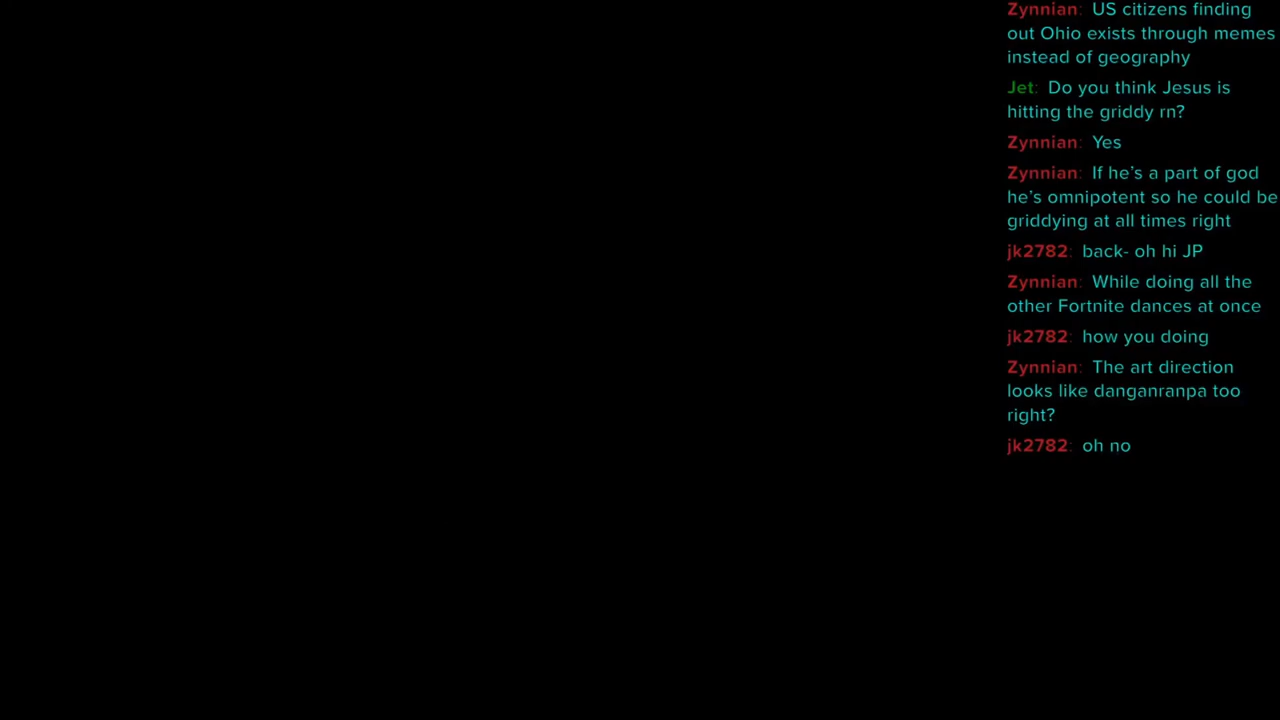 Zynnian: US citizens finding
out Ohio exists through memes
instead of geography
Jet: Do you think Jesus is
hitting the griddy rn?
Zynnian: Yes
Zynnian: If he's a part of god
he's omnipotent so he could be
griddying at all times right
jk2782: back- oh hi JP
Zynnian: While doing all the
other Fortnite dances at once
jk2782: how you doing
Zynnian: The art direction
looks like danganranpa too
right?
jk2782: oh no